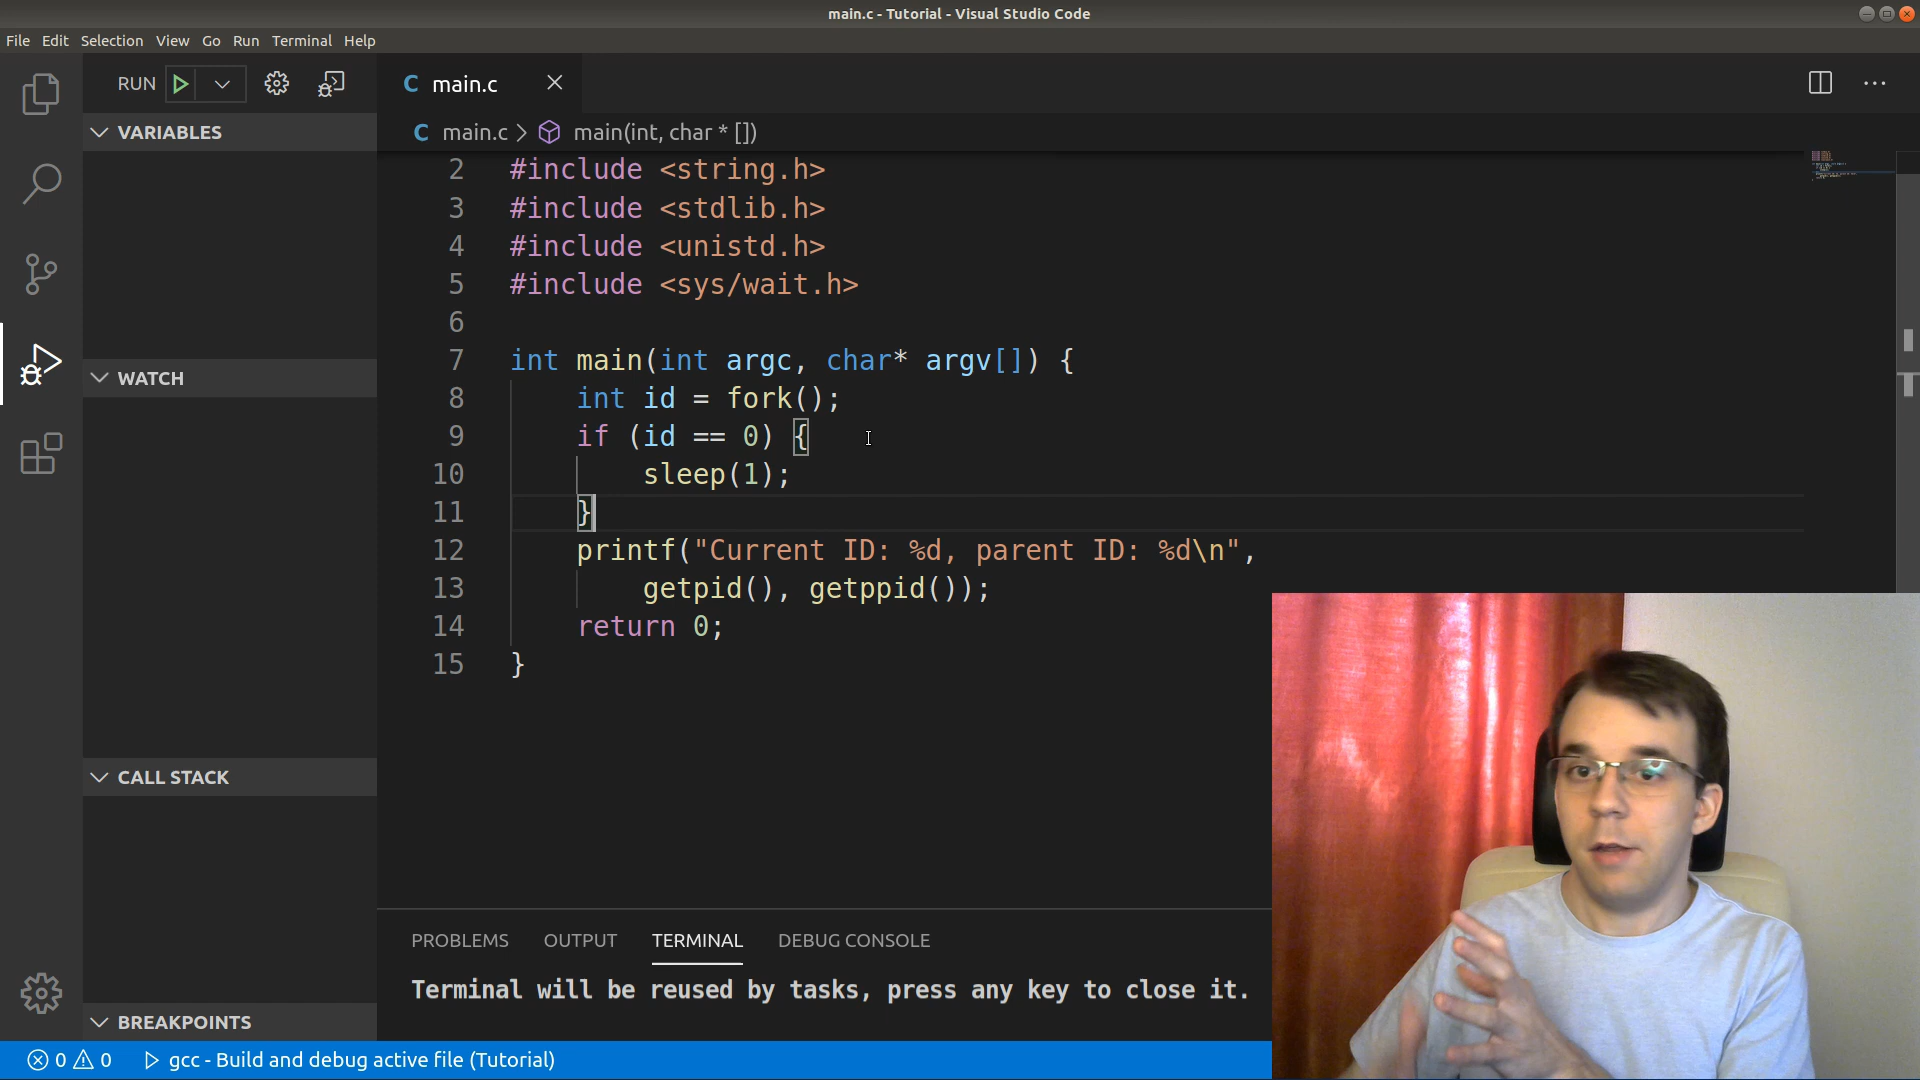 main.c - Tutorial - Visual Studio Code
File Edit Selection View Go Run Terminal Help
RUN
C main.c
VARIABLES
C main.c > main(int, char * [])
2 #include <string.h>
3 #include <stdlib.h>
4 #include <unistd.h>
5 #include <sys/wait.h>
6
7 int main(int argc, char* argv[]) {
WATCH
8 int id = fork();
9 if (id == 0) {
10 sleep(1);
11 }
12 printf("Current ID: %d, parent ID: %d\n",
13 getpid(), getppid());
14 return 0;
15 }
CALL STACK
PROBLEMS OUTPUT TERMINAL DEBUG CONSOLE
Terminal will be reused by tasks, press any key to close it.
BREAKPOINTS
0 0 gcc - Build and debug active file (Tutorial)